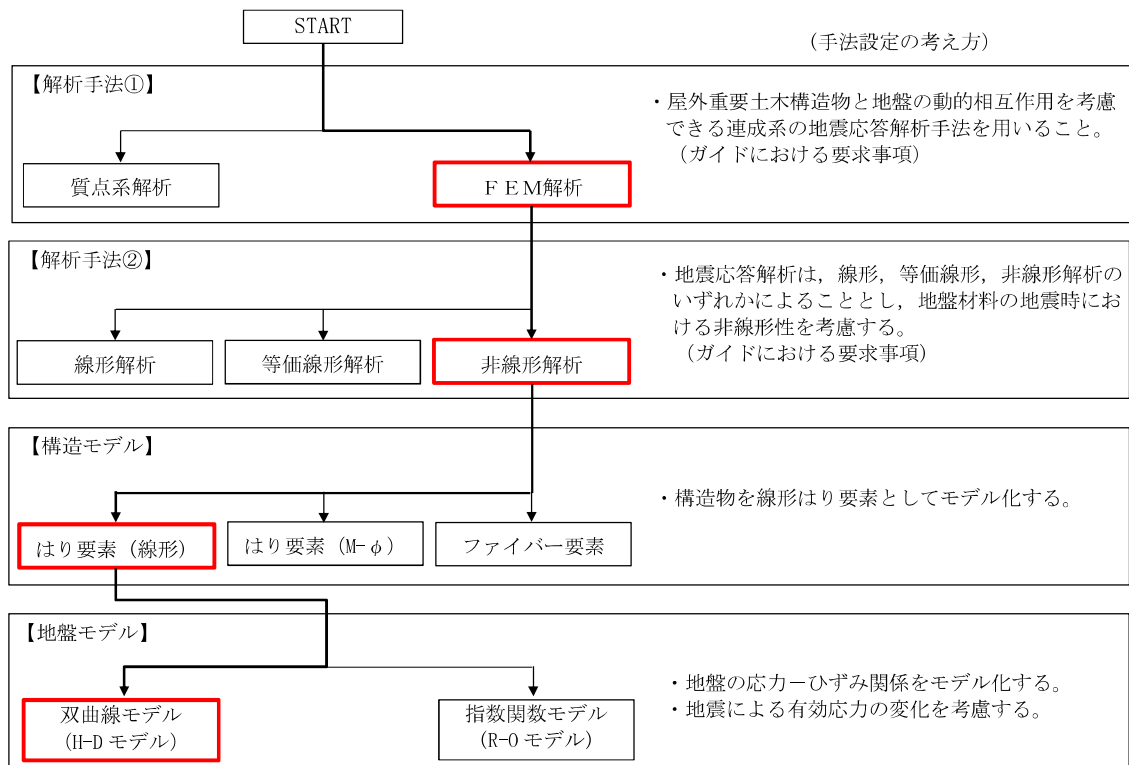 START
(手法設定の考え方)
【解析手法①】
・屋外重要土木構造物と地盤の動的相互作用を考慮
できる連成系の地震応答解析手法を用いること。
(ガイドにおける要求事項)
質点系解析
ＦＥＭ解析
【解析手法②】
・地震応答解析は，線形，等価線形，非線形解析の
いずれかによることとし，地盤材料の地震時にお
ける非線形性を考慮する。
(ガイドにおける要求事項)
線形解析
等価線形解析
非線形解析
【構造モデル】
・構造物を線形はり要素としてモデル化する。
はり要素（線形）
はり要素（M-φ）
ファイバー要素
【地盤モデル】
・地盤の応力－ひずみ関係をモデル化する。
・地震による有効応力の変化を考慮する。
双曲線モデル
(H-D モデル)
指数関数モデル
(R-O モデル)